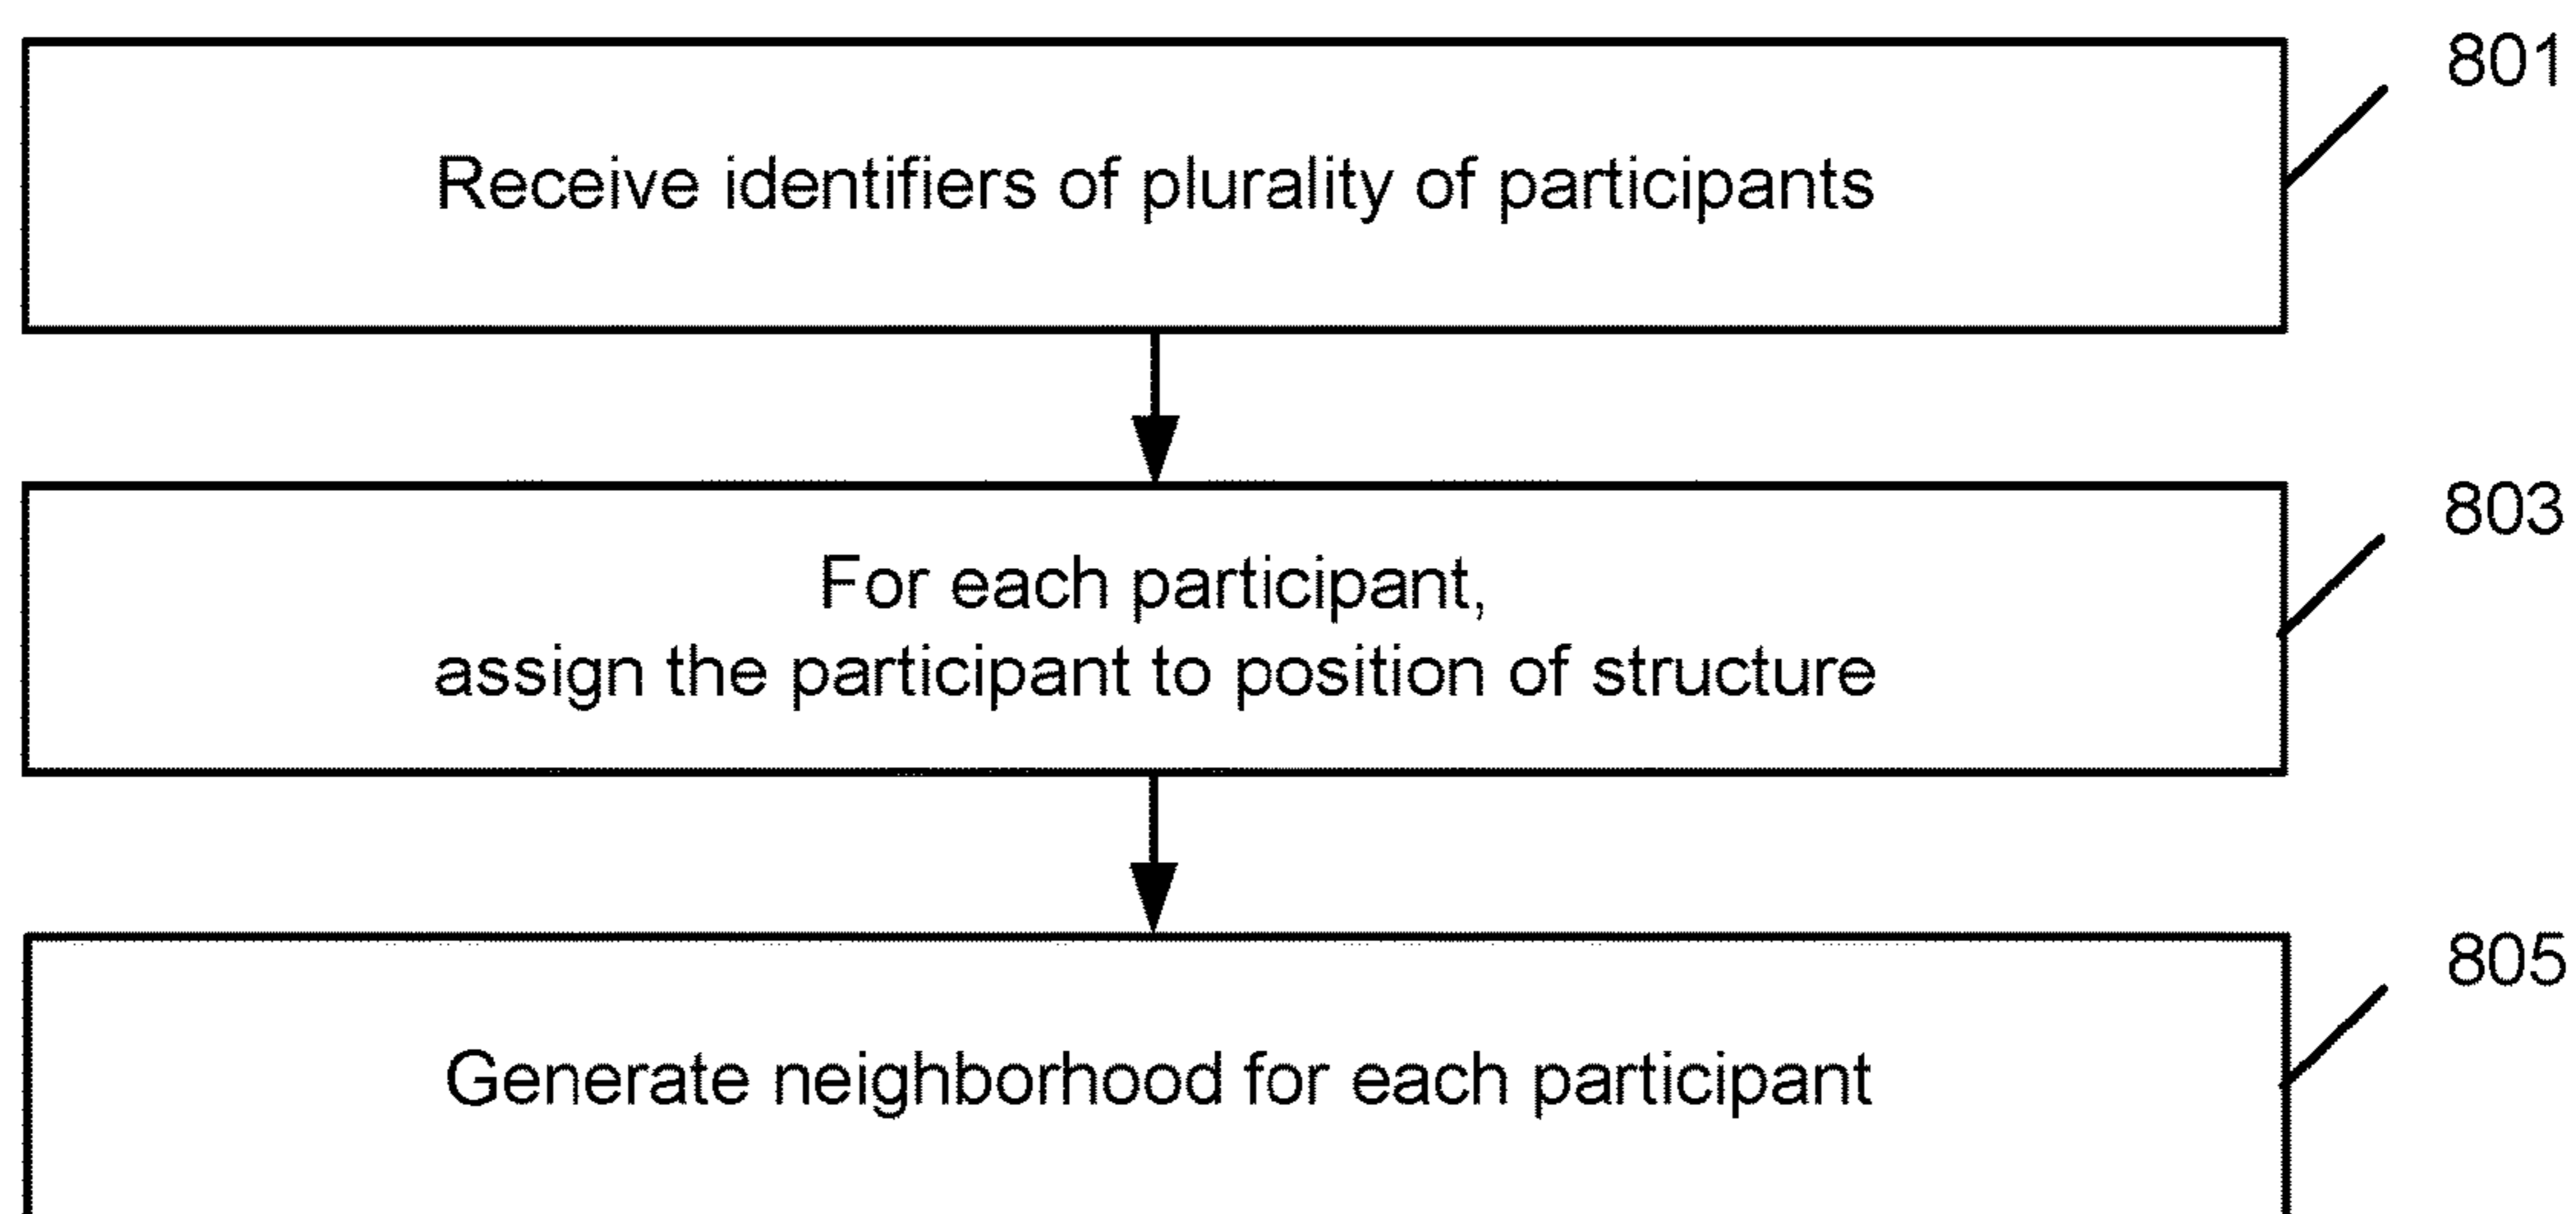 801
Receive identifiers of plurality of participants
803
For each participant,
assign the participant to position of structure
805
Generate neighborhood for each participant